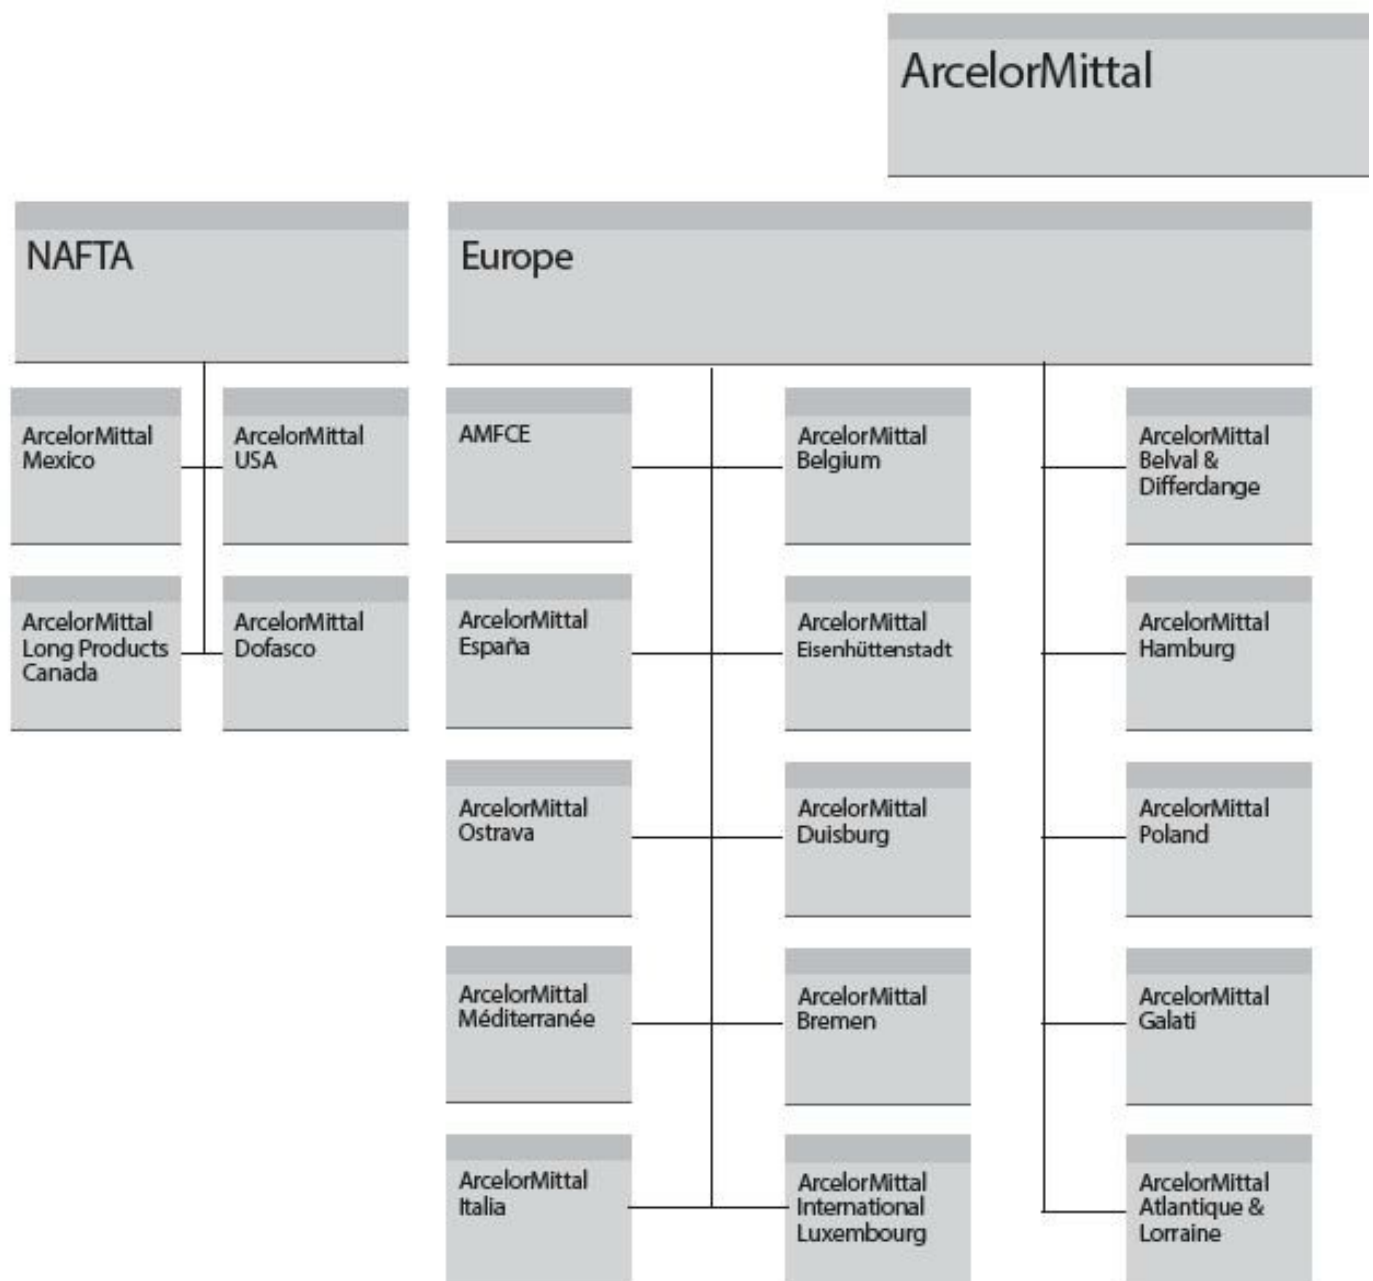 ArcelorMittal
NAFTA
Europe
ArcelorMittal
Mexico
ArcelorMittal
USA
AMFCE
ArcelorMittal
Belgium
ArcelorMittal
Belval &
Differdange
ArcelorMittal
Long Products
Canada
ArcelorMittal
Dofasco
ArcelorMittal
España
ArcelorMittal
Eisenhüttenstadt
ArcelorMittal
Hamburg
ArcelorMittal
Ostrava
ArcelorMittal
Duisburg
ArcelorMittal
Poland
ArcelorMittal
Méditerranée
ArcelorMittal
Bremen
ArcelorMittal
Galati
ArcelorMittal
Italia
ArcelorMittal
International
Luxembourg
ArcelorMittal
Atlantique &
Lorraine